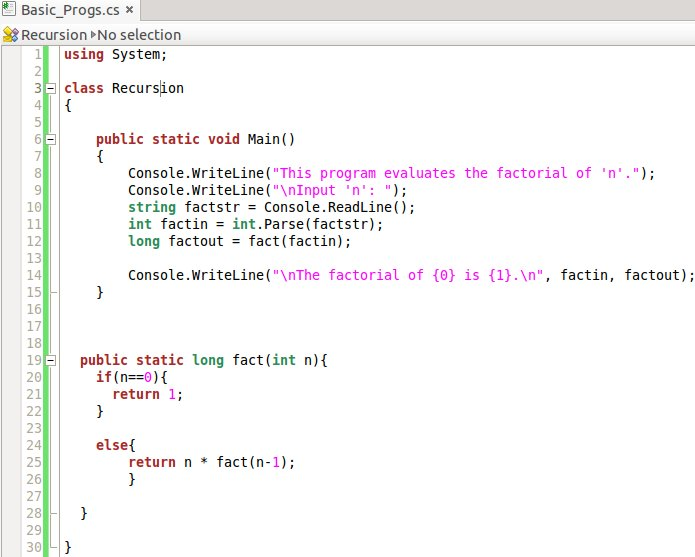 Basic_Progs.cs ×
Recursion▸No selection
1 using System;
2
3 class Recursion
4 {
5
6     public static void Main()
7     {
8         Console.WriteLine("This program evaluates the factorial of 'n'.");
9         Console.WriteLine("\nInput 'n': ");
10         string factstr = Console.ReadLine();
11         int factin = int.Parse(factstr);
12         long factout = fact(factin);
13
14         Console.WriteLine("\nThe factorial of {0} is {1}.\n", factin, factout);
15     }
16
17
18
19   public static long fact(int n){
20     if(n==0){
21       return 1;
22     }
23
24     else{
25         return n * fact(n-1);
26         }
27
28   }
29
30 }